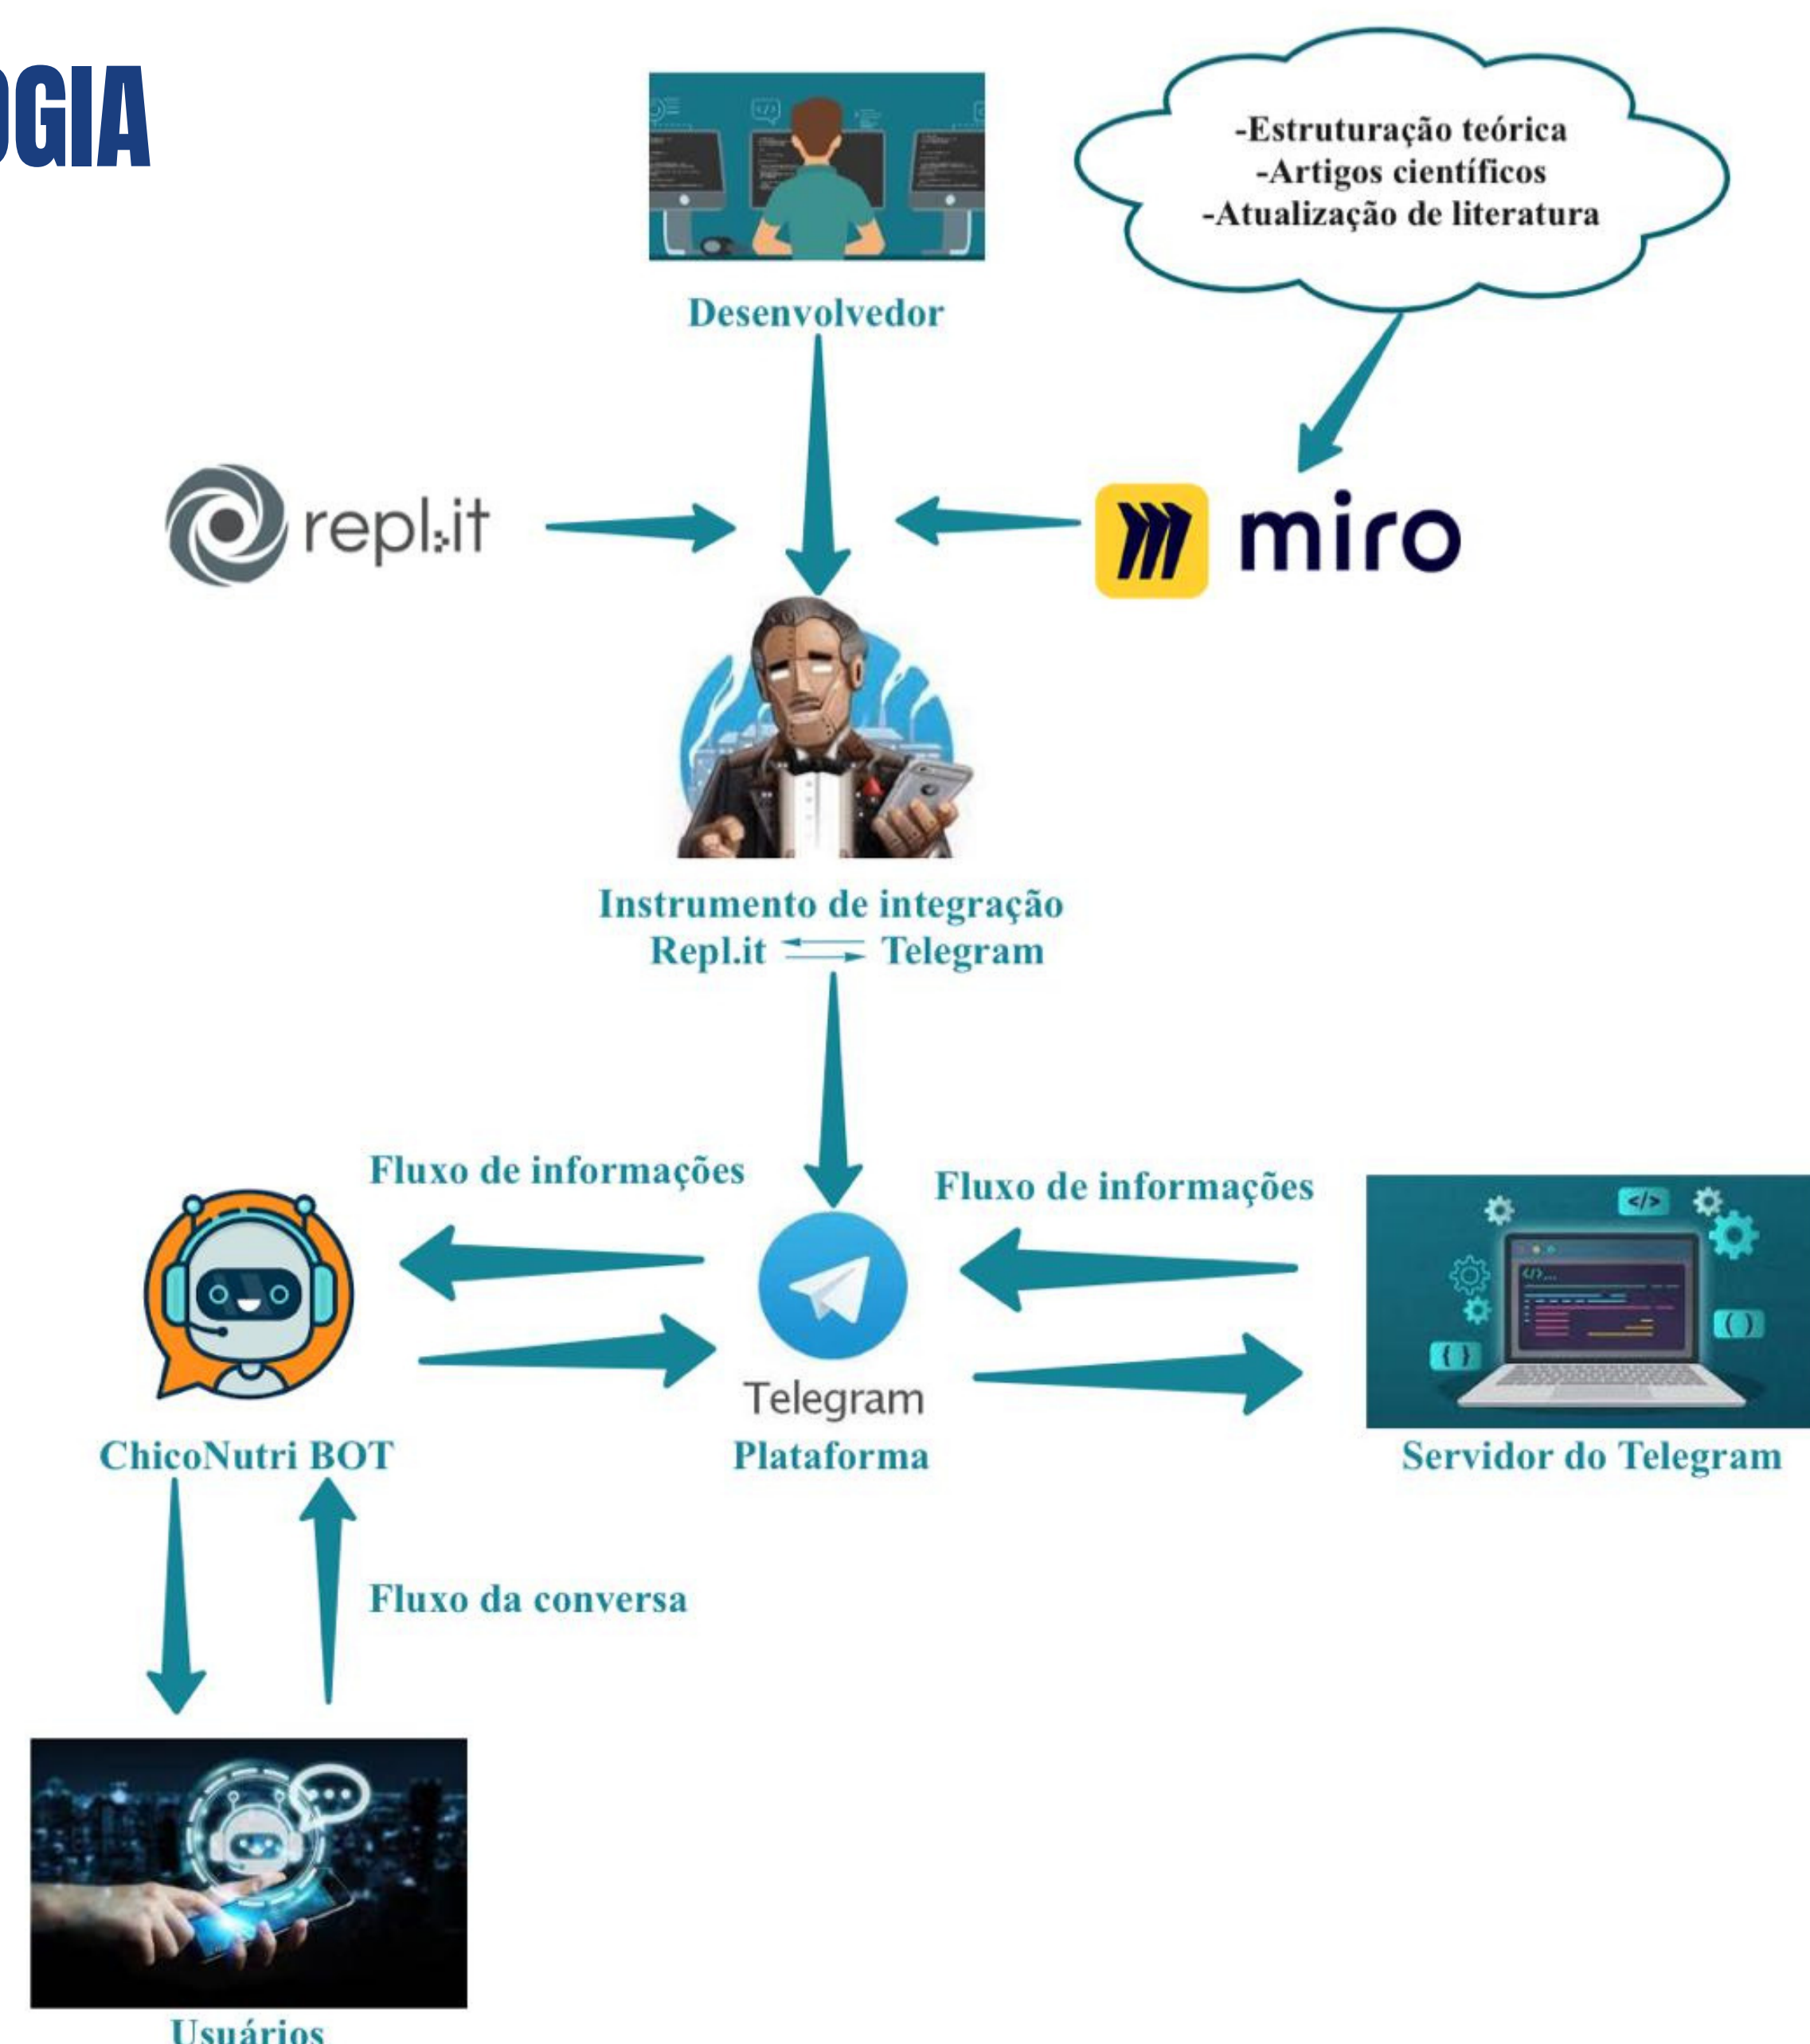 OGIA
-Estruturação teórica
-Artigos científicos
-Atualização de literatura
Desenvolvedor
repl.it
miro
Instrumento de integração
Repl.it Telegram
Fluxo de informações
Fluxo de informações
Telegram
ChicoNutri BOT
Plataforma
Servidor do Telegram
Fluxo da conversa
Usuários